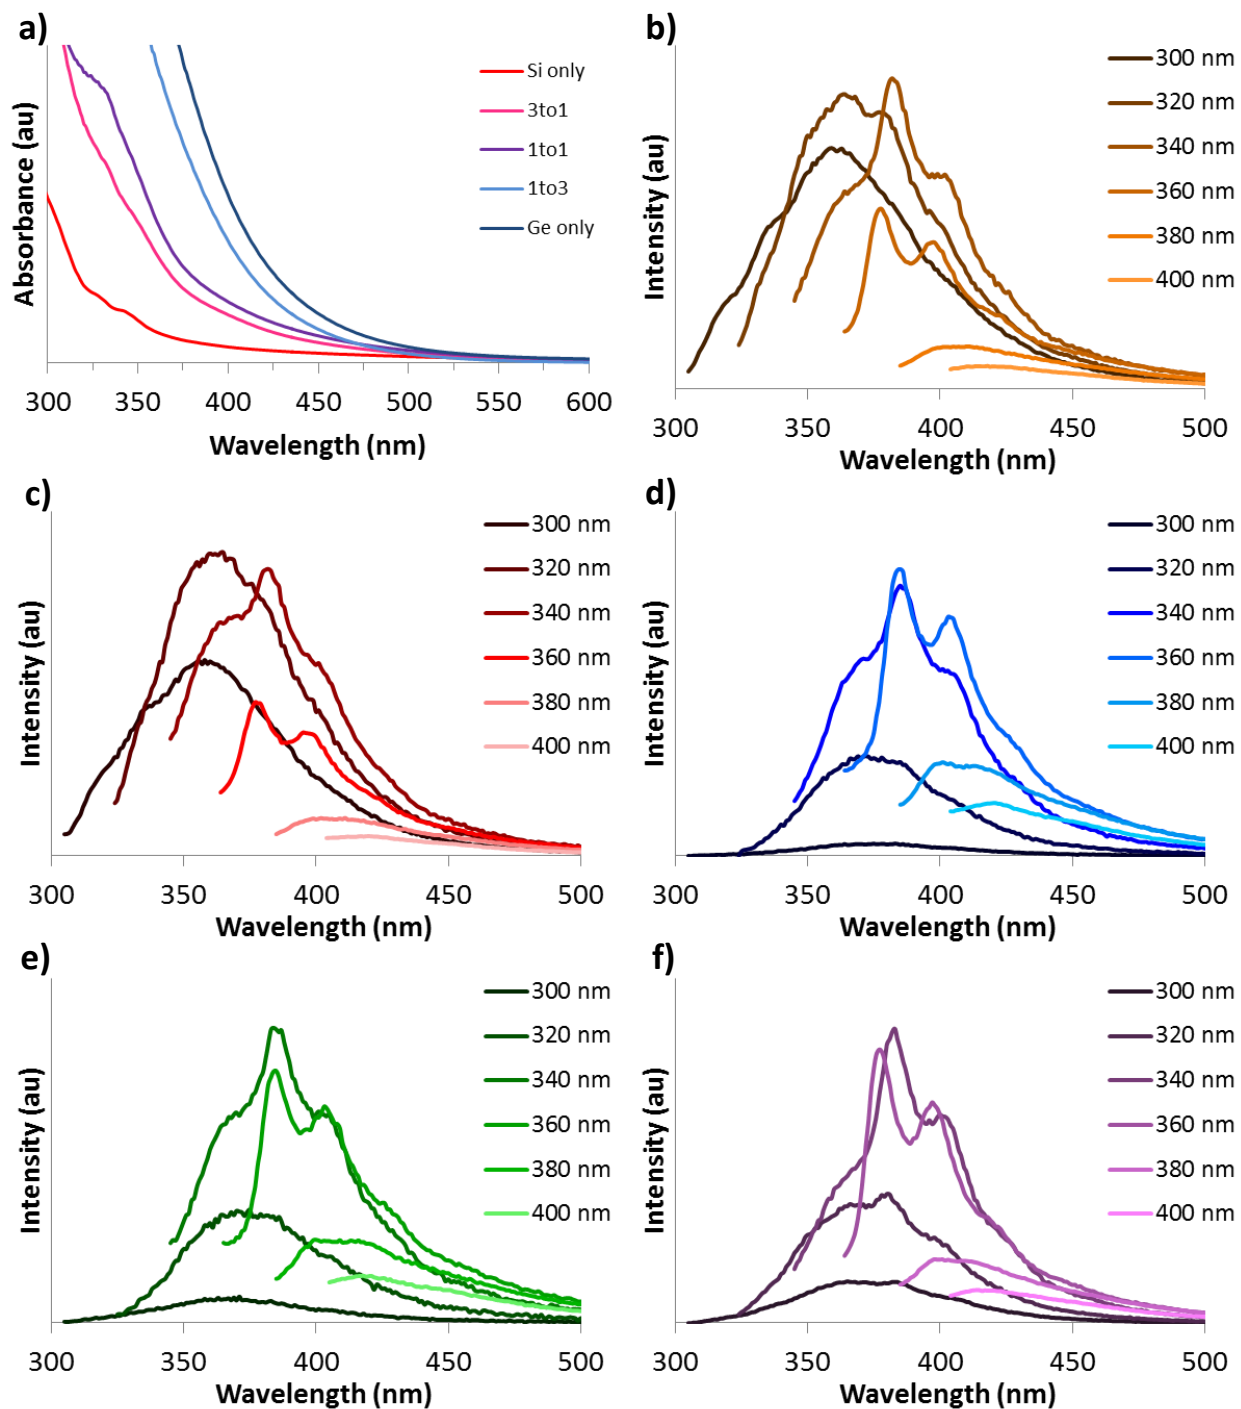 a)
Absorbance (au)
Si only
3to1
1to1
1to3
Ge only
300 350 400 450 500 550 600
Wavelength (nm)
b)
Intensity (au)
300 nm
320 nm
340 nm
360 nm
380 nm
400 nm
300 350 400 450 500
Wavelength (nm)
c)
Intensity (au)
300 nm
320 nm
340 nm
360 nm
380 nm
400 nm
300 350 400 450 500
Wavelength (nm)
d)
Intensity (au)
300 nm
320 nm
340 nm
360 nm
380 nm
400 nm
300 350 400 450 500
Wavelength (nm)
e)
Intensity (au)
300 nm
320 nm
340 nm
360 nm
380 nm
400 nm
300 350 400 450 500
Wavelength (nm)
f)
Intensity (au)
300 nm
320 nm
340 nm
360 nm
380 nm
400 nm
300 350 400 450 500
Wavelength (nm)